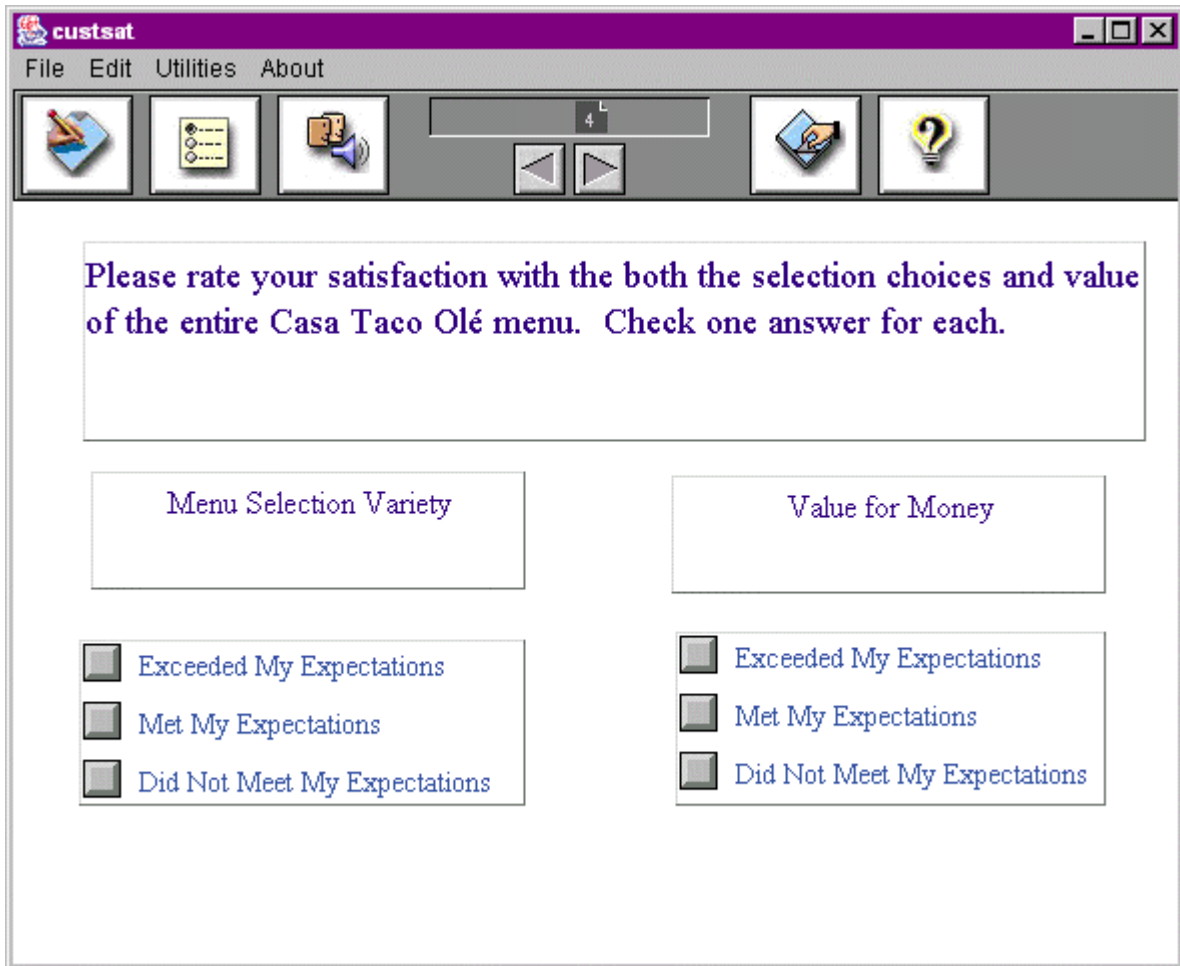 custsat
File Edit Utilities About
4
Please rate your satisfaction with the both the selection choices and value
of the entire Casa Taco Olé menu.  Check one answer for each.
Menu Selection Variety
Value for Money
Exceeded My Expectations
Met My Expectations
Did Not Meet My Expectations
Exceeded My Expectations
Met My Expectations
Did Not Meet My Expectations